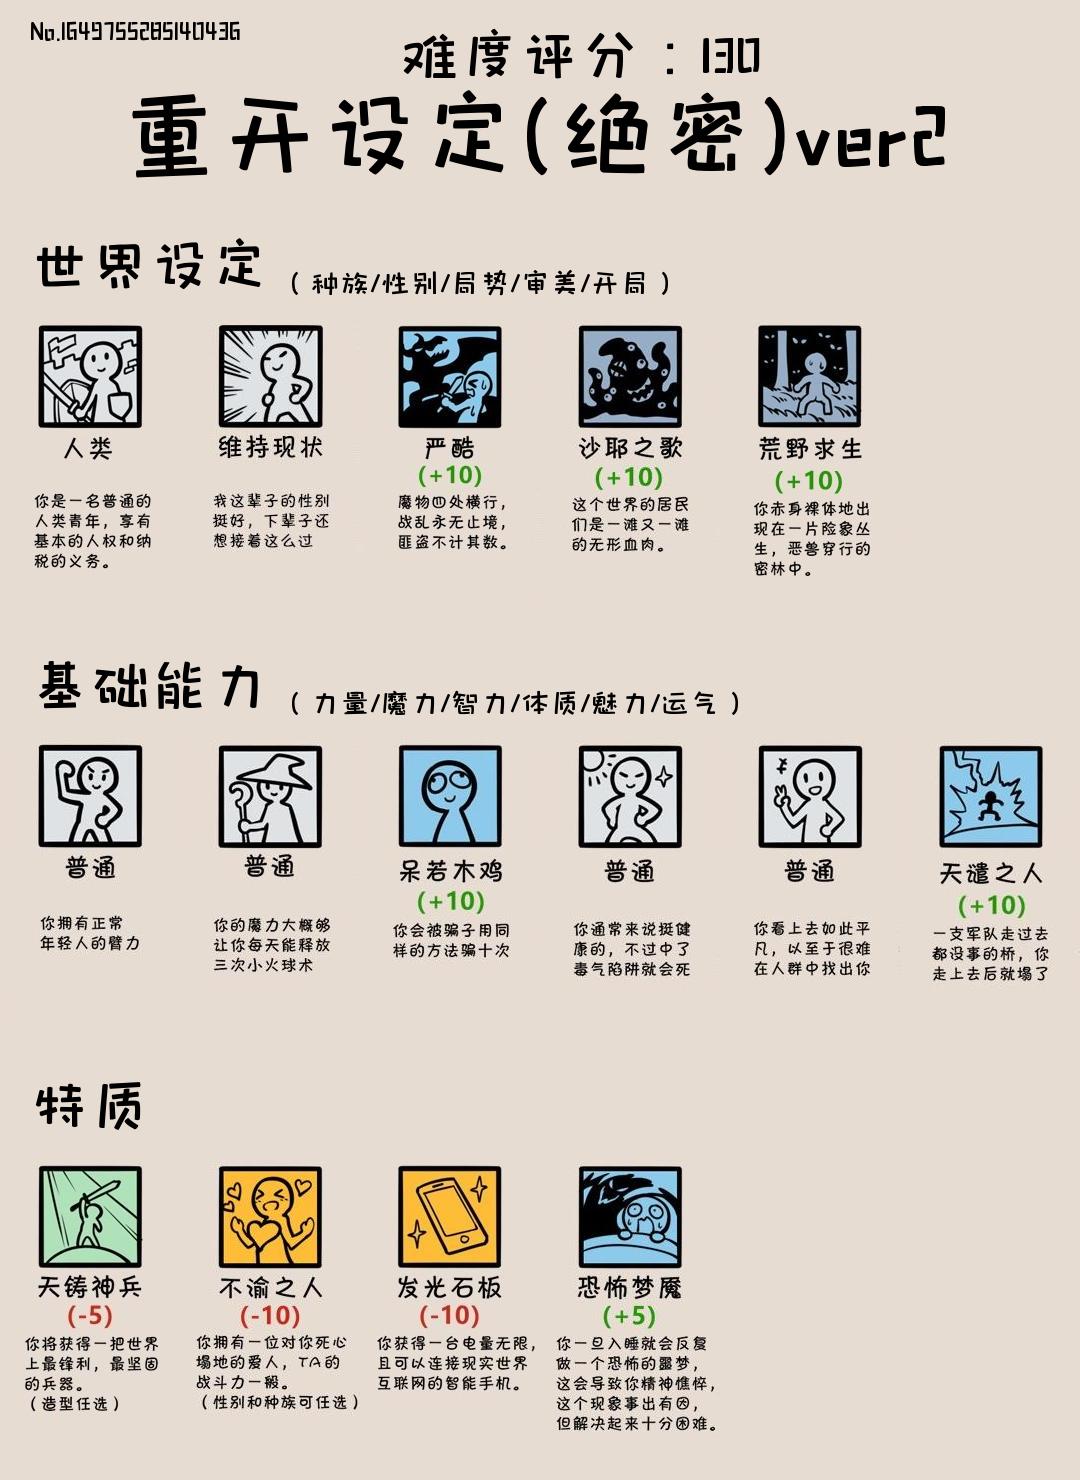 No.1649755285140436
难度评分：130
重开设定(绝密)ver2
世界设定（种族/性别/局势/审美/开局）
人类
你是一名普通的
人类青年，享有
基本的人权和纳
税的义务。
维持现状
我这辈子的性别
挺好，下辈子还
想接着这么过
严酷
(+10)
魔物四处横行，
战乱永无止境，
匪盗不计其数。
沙耶之歌
(+10)
这个世界的居民
们是一滩又一滩
的无形血肉。
荒野求生
(+10)
你赤身裸体地出
现在一片险象丛
生，恶兽穿行的
密林中。
基础能力（力量/魔力/智力/体质/魅力/运气）
普通
你拥有正常
年轻人的臂力
普通
你的魔力大概够
让你每天能释放
三次小火球术
呆若木鸡
(+10)
你会被骗子用同
样的方法骗十次
普通
你通常来说挺健
康的，不过中了
毒气陷阱就会死
普通
你看上去如此平
凡，以至于很难
在人群中找出你
天谴之人
(+10)
一支军队走过去
都没事的桥，你
走上去后就塌了
特质
天铸神兵
(-5)
你将获得一把世界
上最锋利，最坚固
的兵器。
（造型任选）
不渝之人
(-10)
你拥有一位对你死心
塌地的爱人，TA的
战斗力一般。
（性别和种族可任选）
发光石板
(-10)
你获得一台电量无限，
且可以连接现实世界
互联网的智能手机。
恐怖梦魇
(+5)
你一旦入睡就会反复
做一个恐怖的噩梦，
这会导致你精神憔悴，
这个现象事出有因，
但解决起来十分困难。